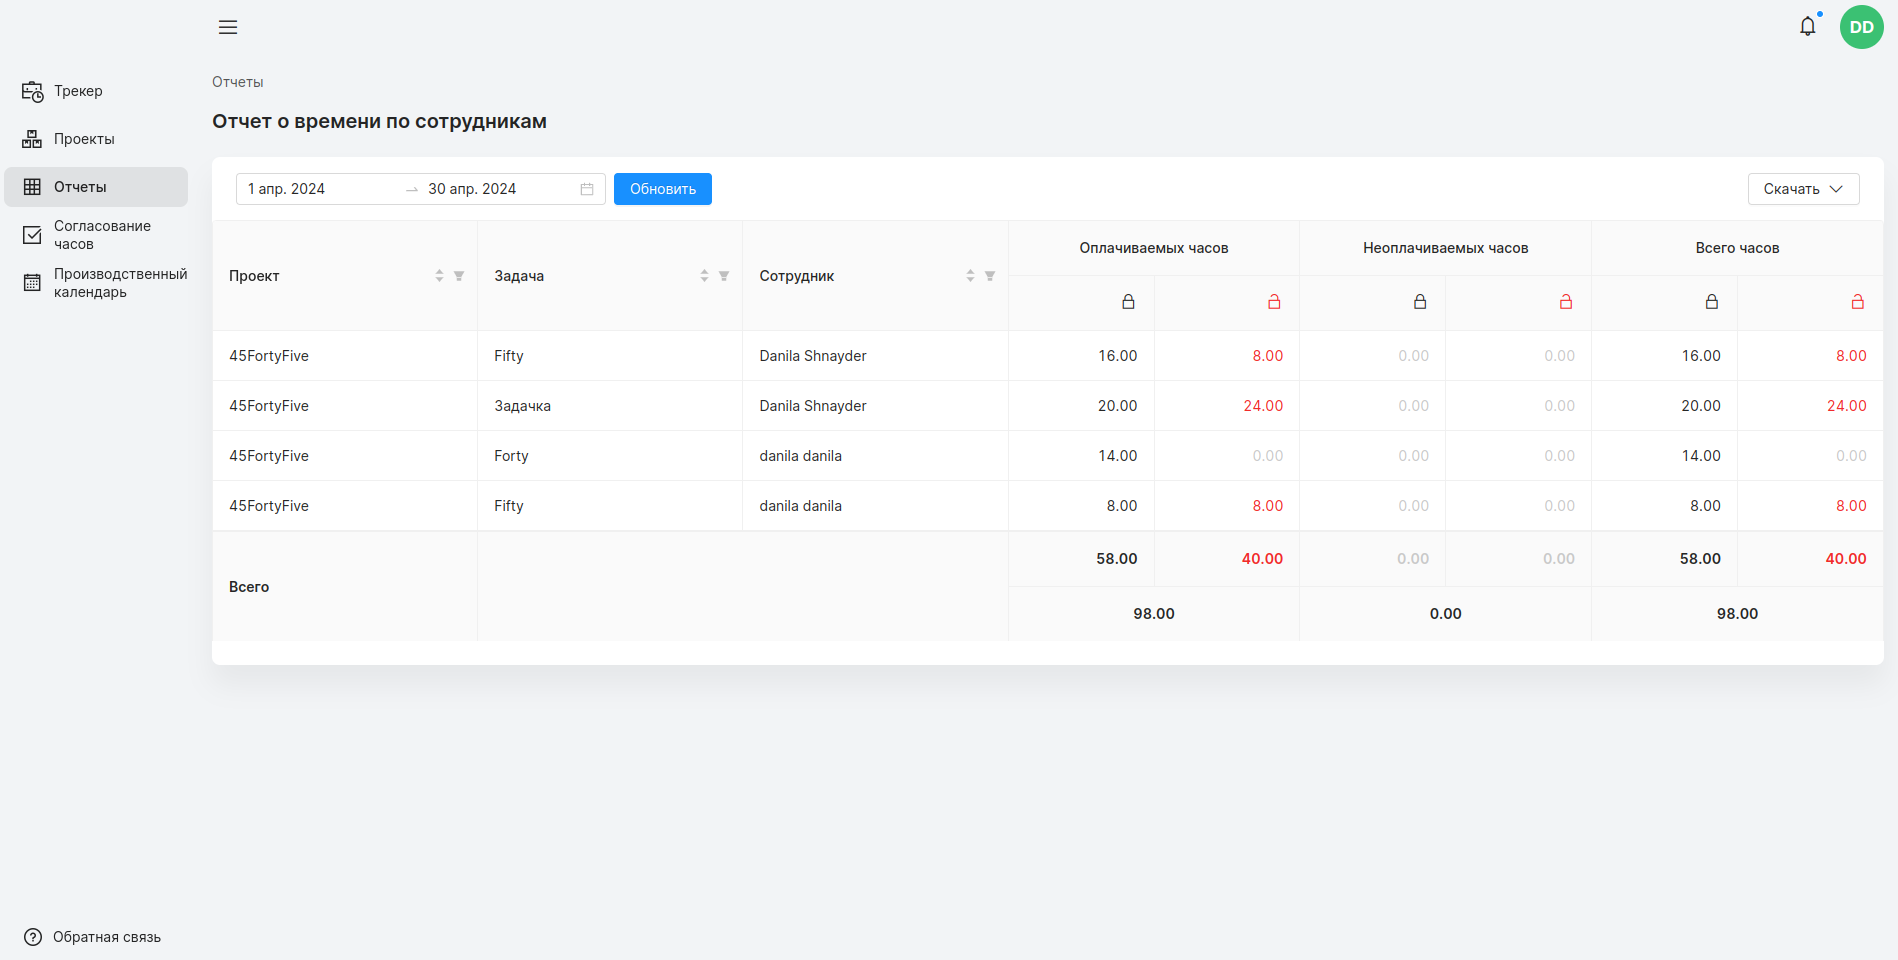 DD
Трекер
Проекты
Отчеты
Согласование
часов
Производственный
календарь
Обратная связь
Отчеты
Отчет о времени по сотрудникам
1 апр. 2024 → 30 апр. 2024 Обновить Скачать
Проект Задача Сотрудник Оплачиваемых часов Неоплачиваемых часов Всего часов
45FortyFive Fifty Danila Shnayder 16.00 8.00 0.00 0.00 16.00 8.00
45FortyFive Задачка Danila Shnayder 20.00 24.00 0.00 0.00 20.00 24.00
45FortyFive Forty danila danila 14.00 0.00 0.00 0.00 14.00 0.00
45FortyFive Fifty danila danila 8.00 8.00 0.00 0.00 8.00 8.00
Всего 58.00 40.00 0.00 0.00 58.00 40.00
98.00 0.00 98.00